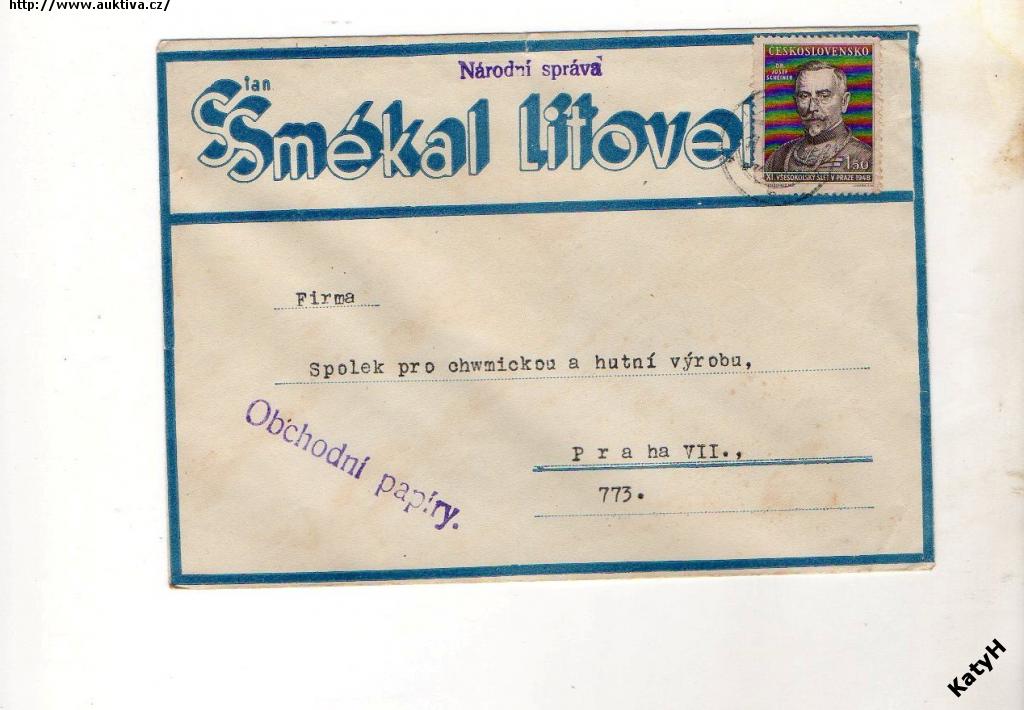 http://www.auktiva.cz/
Národní správa
Stan
Smékal litovel
ČESKOSLOVENSKO
DR.
JOSEF
SCHEINER
1.50
XI. VŠESOKOLSKÝ SLET V PRAZE 1948
Firma
Spolek pro chwmickou a hutní výrobu,
Obchodní papíry.
P r a ha VII.,
773.
KatyH